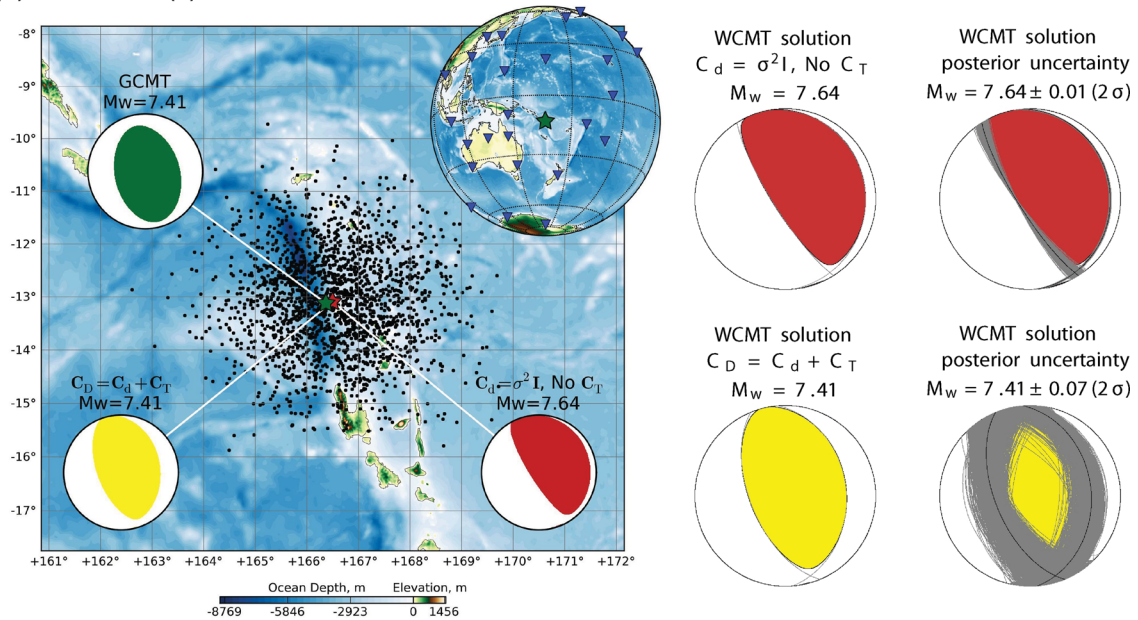 -8°
-9°
-10°
-11°
-12°
-13°
-14°
-15°
-16°
-17°
GCMT
Mw=7.41
C_D=C_d+C_T
Mw=7.41
C_d=σ²I, No C_T
Mw=7.64
+161° +162° +163° +164° +165° +166° +167° +168° +169° +170° +171° +172°
Ocean Depth, m Elevation, m
-8769 -5846 -2923 0 1456
WCMT solution
C_d = σ²I, No C_T
M_w = 7.64
WCMT solution
posterior uncertainty
M_w = 7.64 ± 0.01 (2σ)
WCMT solution
C_D = C_d + C_T
M_w = 7.41
WCMT solution
posterior uncertainty
M_w = 7.41 ± 0.07 (2σ)